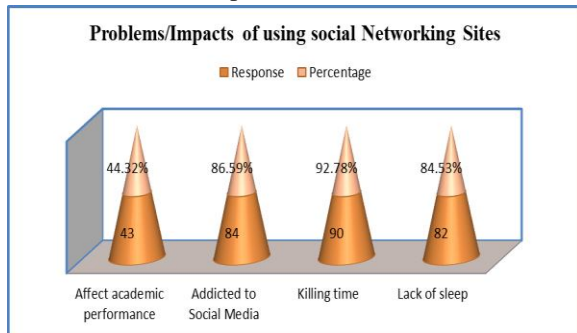 Problems/Impacts of using social Networking Sites
Response Percentage
44.32% 86.59% 92.78% 84.53%
43 84 90 82
Affect academic performance
Addicted to Social Media
Killing time
Lack of sleep